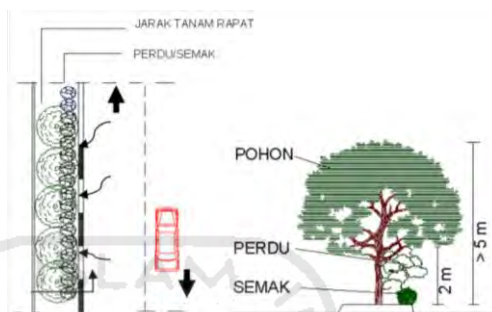 JARAK TANAM RAPAT
PERDU/SEMAK
POHON
PERDU
SEMAK
2 m
> 5 m